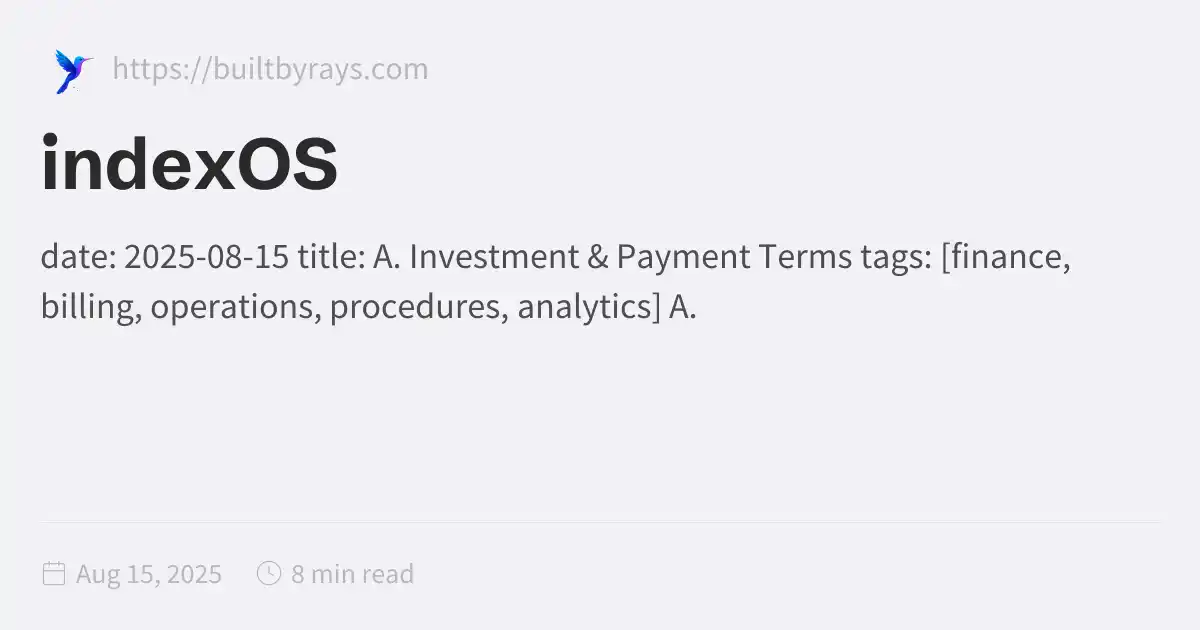 https://builtbyrays.com
indexOS
date: 2025-08-15 title: A. Investment & Payment Terms tags: [finance,
billing, operations, procedures, analytics] A.
Aug 15, 2025 8 min read